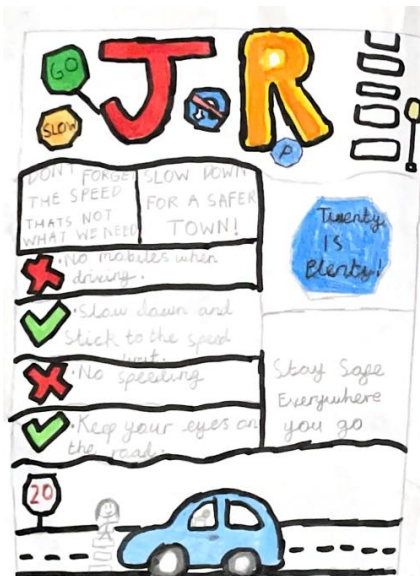 GO
J.R
SLOW
P
DON'T FORGET
THE SPEED
THATS NOT
WHAT WE NEED
SLOW DOWN
FOR A SAFER
TOWN!
Twenty
IS
Plenty!
• No mobiles when
driving.
• Slow down and
Stick to the speed
• No speeding
• Keep your eyes on
the road.
Stay Safe
Everywhere
you go
20